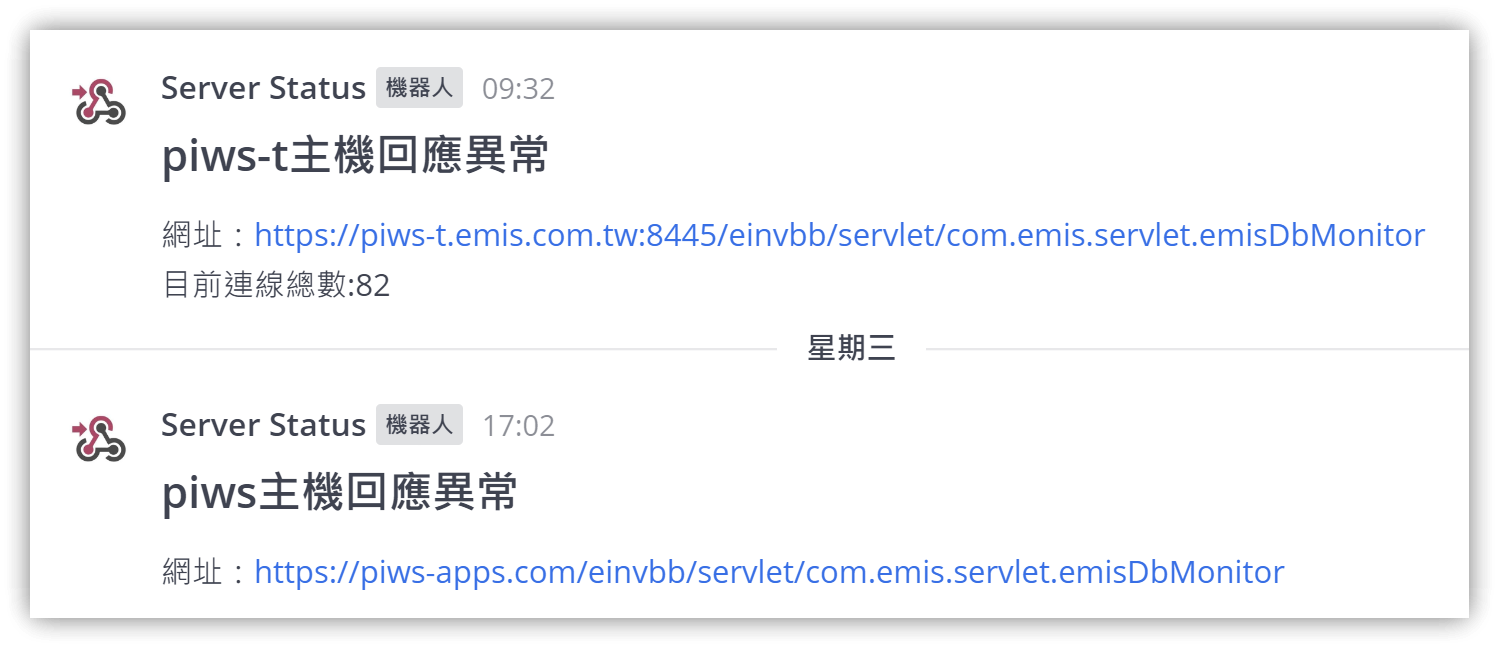 Server Status 機器人 09:32
piws-t主機回應異常
網址：https://piws-t.emis.com.tw:8445/einvbb/servlet/com.emis.servlet.emisDbMonitor
目前連線總數:82
星期三
Server Status 機器人 17:02
piws主機回應異常
網址：https://piws-apps.com/einvbb/servlet/com.emis.servlet.emisDbMonitor